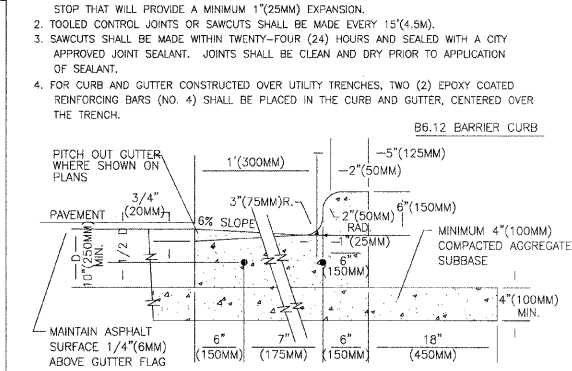 STOP THAT WILL PROVIDE A MINIMUM 1"(25MM) EXPANSION.
2. TOOLED CONTROL JOINTS OR SAWCUTS SHALL BE MADE EVERY 15'(4.5M).
3. SAWCUTS SHALL BE MADE WITHIN TWENTY-FOUR (24) HOURS AND SEALED WITH A CITY
APPROVED JOINT SEALANT. JOINTS SHALL BE CLEAN AND DRY PRIOR TO APPLICATION
OF SEALANT.
4. FOR CURB AND GUTTER CONSTRUCTED OVER UTILITY TRENCHES, TWO (2) EPOXY COATED
REINFORCING BARS (NO. 4) SHALL BE PLACED IN THE CURB AND GUTTER, CENTERED OVER
THE TRENCH.
B6.12 BARRIER CURB
PITCH OUT GUTTER
WHERE SHOWN ON
PLANS
1'(300MM)
5"(125MM)
2"(50MM)
3/4"
(20MM)
3"(75MM)R.
6"(150MM)
PAVEMENT
6% SLOPE
2"(50MM)
RAD.
1"(25MM)
MINIMUM 4"(100MM)
COMPACTED AGGREGATE
SUBBASE
D
10"(250MM)
MIN.
1/2 D
6"
(150MM)
4"(100MM)
MIN.
MAINTAIN ASPHALT
SURFACE 1/4"(6MM)
ABOVE GUTTER FLAG
6"
(150MM)
7"
(175MM)
6"
(150MM)
18"
(450MM)